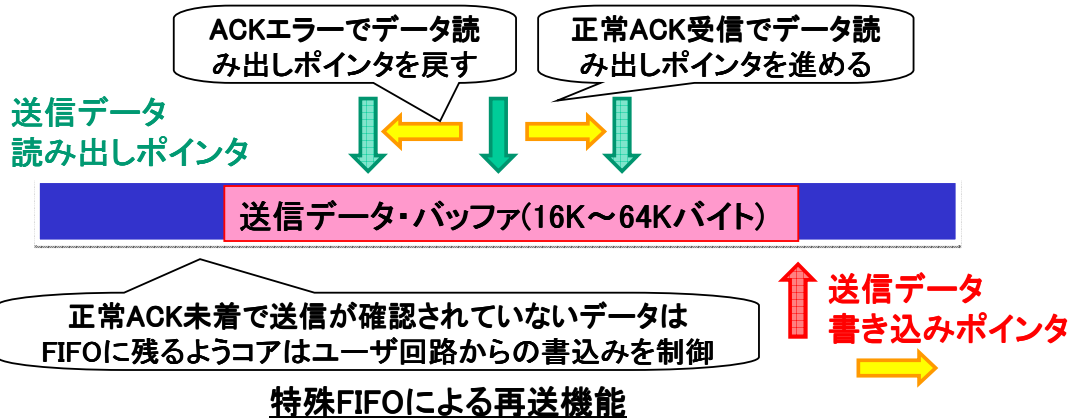 ACKエラーでデータ読
み出しポインタを戻す
正常ACK受信でデータ読
み出しポインタを進める
送信データ
読み出しポインタ
送信データ・バッファ(16K～64Kバイト)
正常ACK未着で送信が確認されていないデータは
FIFOに残るようコアはユーザ回路からの書込みを制御
送信データ
書き込みポインタ
特殊FIFOによる再送機能